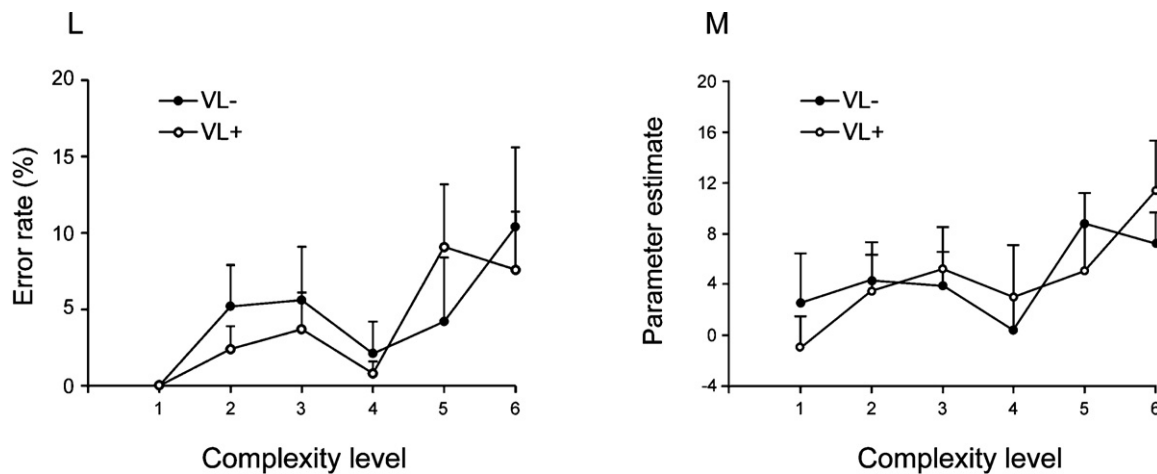 L
Error rate (%)
20
15
10
5
0
VL-
VL+
1 2 3 4 5 6
Complexity level
M
Parameter estimate
20
16
12
8
4
0
-4
VL-
VL+
1 2 3 4 5 6
Complexity level